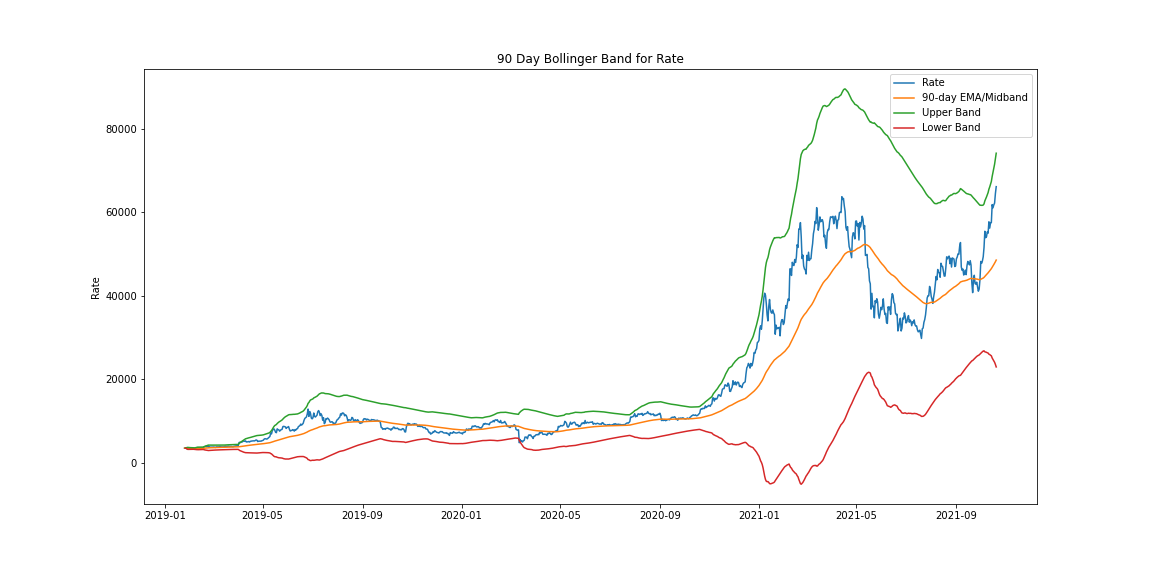 90 Day Bollinger Band for Rate
Rate
90-day EMA/Midband
Upper Band
Lower Band
80000
60000
40000
20000
0
Rate
2019-01
2019-05
2019-09
2020-01
2020-05
2020-09
2021-01
2021-05
2021-09